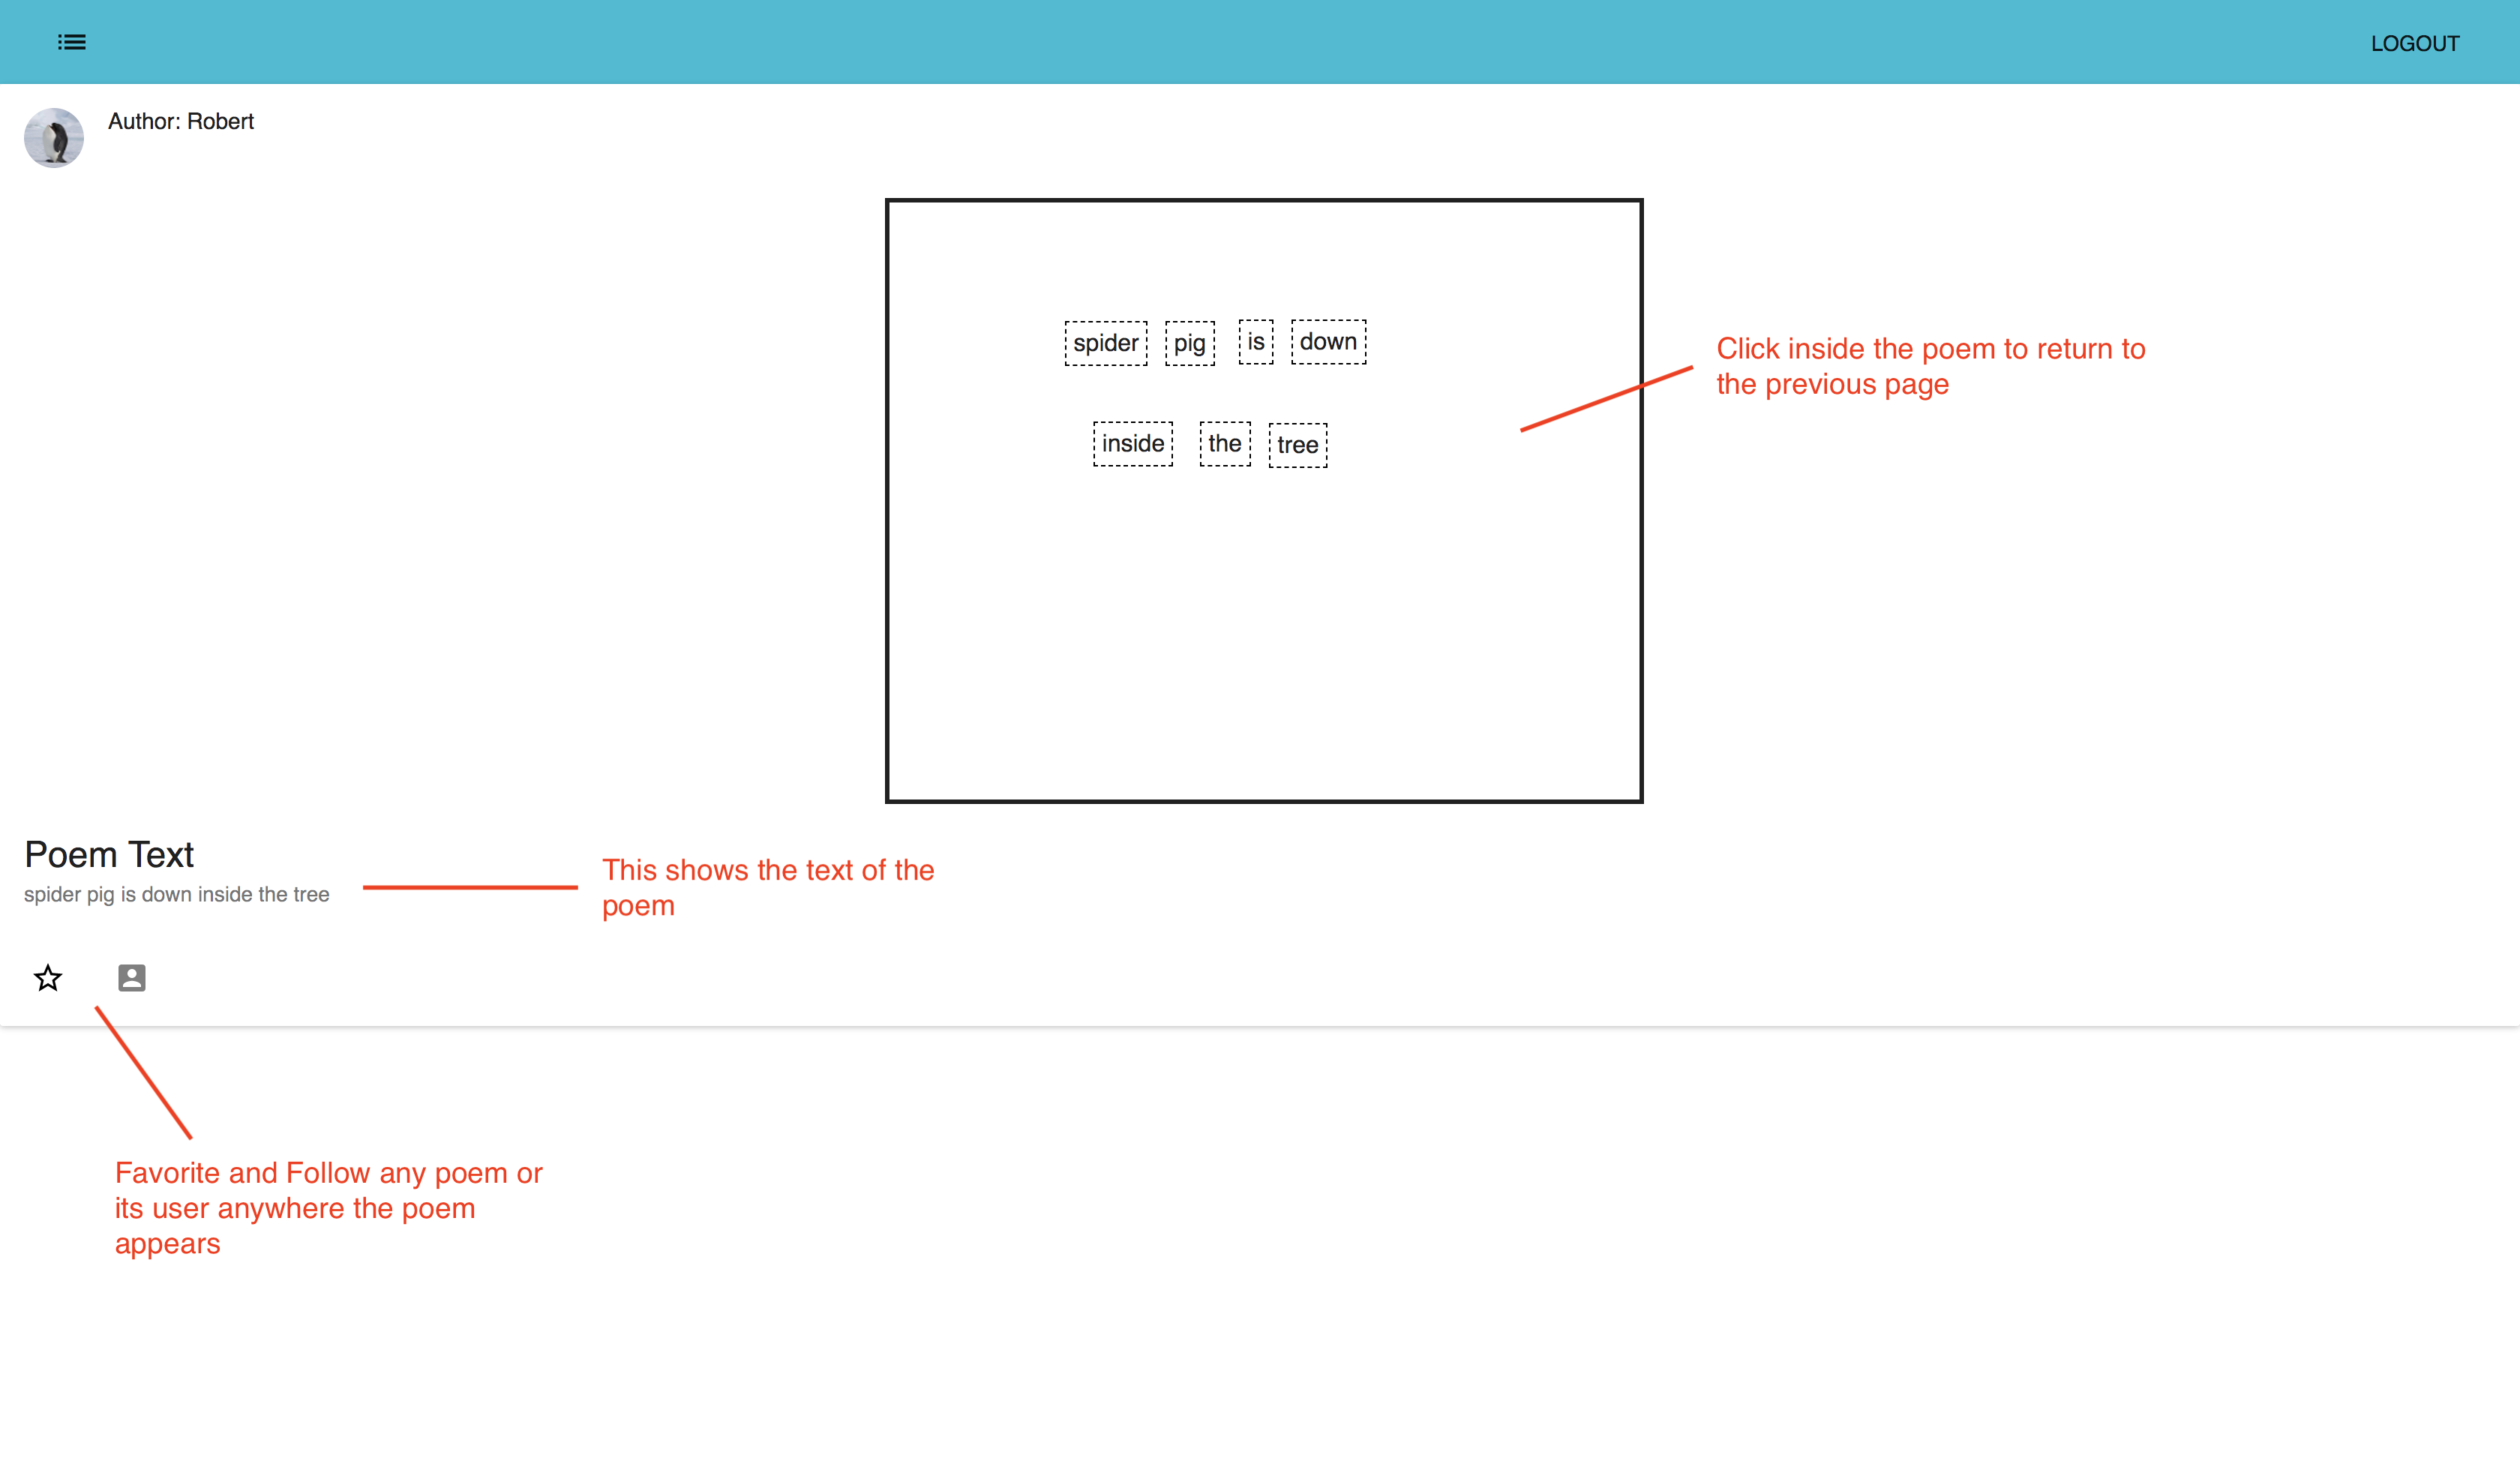 LOGOUT
Author: Robert
spider pig is down
Click inside the poem to return to
the previous page
inside the tree
Poem Text
spider pig is down inside the tree
This shows the text of the
poem
Favorite and Follow any poem or
its user anywhere the poem
appears